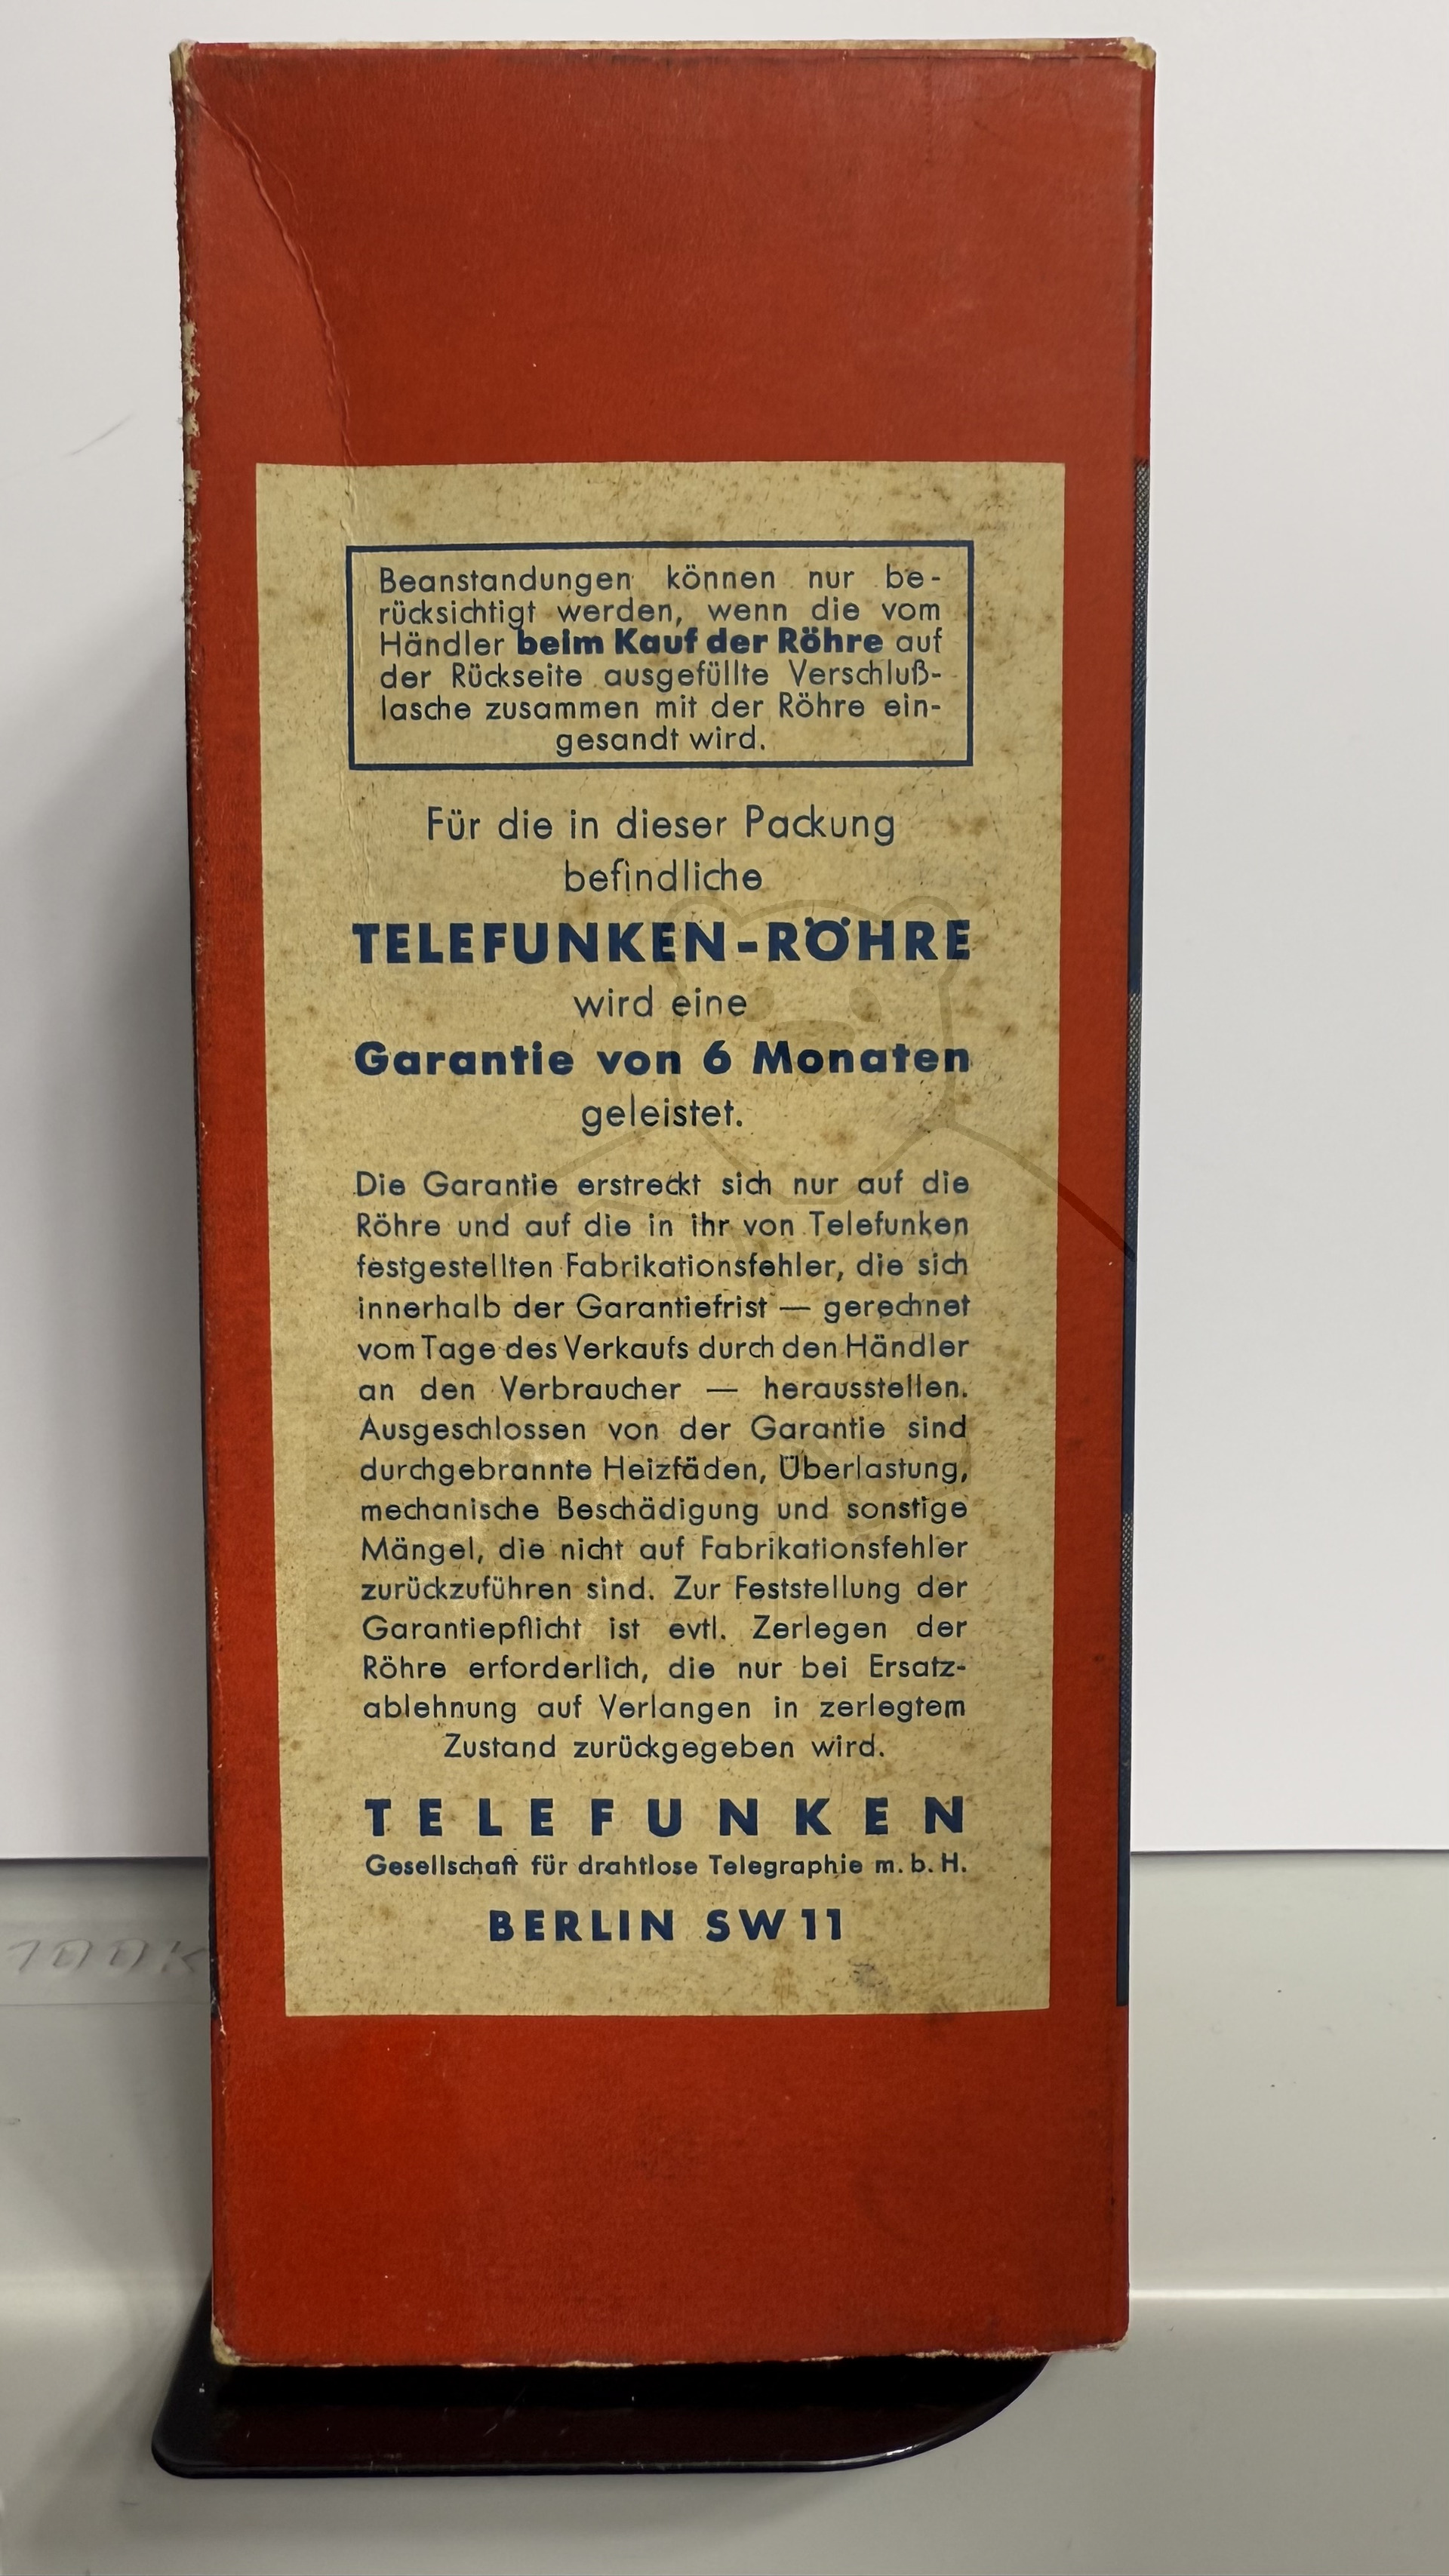 Beanstandungen können nur be-
rücksichtigt werden, wenn die vom
Händler beim Kauf der Röhre auf
der Rückseite ausgefüllte Verschluß-
lasche zusammen mit der Röhre ein-
gesandt wird.
Für die in dieser Packung
befindliche
TELEFUNKEN-RÖHRE
wird eine
Garantie von 6 Monaten
geleistet.
Die Garantie erstreckt sich nur auf die
Röhre und auf die in ihr von Telefunken
festgestellten Fabrikationsfehler, die sich
innerhalb der Garantiefrist — gerechnet
vom Tage des Verkaufs durch den Händler
an den Verbraucher — herausstellen.
Ausgeschlossen von der Garantie sind
durchgebrannte Heizfäden, Überlastung,
mechanische Beschädigung und sonstige
Mängel, die nicht auf Fabrikationsfehler
zurückzuführen sind. Zur Feststellung der
Garantiepflicht ist evtl. Zerlegen der
Röhre erforderlich, die nur bei Ersatz-
ablehnung auf Verlangen in zerlegtem
Zustand zurückgegeben wird.
TELEFUNKEN
Gesellschaft für drahtlose Telegraphie m. b. H.
BERLIN SW 11
100K